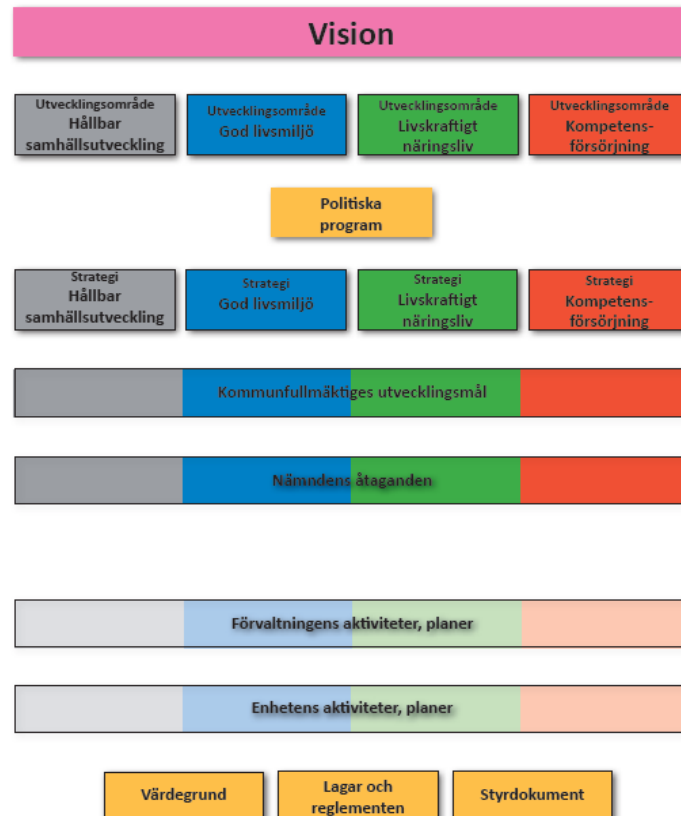 Vision
Utvecklingsområde
Hållbar
samhällsutveckling
Utvecklingsområde
God livsmiljö
Utvecklingsområde
Livskraftigt
näringsliv
Utvecklingsområde
Kompetens-
försörjning
Politiska
program
Strategi
Hållbar
samhällsutveckling
Strategi
God livsmiljö
Strategi
Livskraftigt
näringsliv
Strategi
Kompetens-
försörjning
Kommunfullmäktiges utvecklingsmål
Nämndens åtaganden
Förvaltningens aktiviteter, planer
Enhetens aktiviteter, planer
Värdegrund
Lagar och
reglementen
Styrdokument